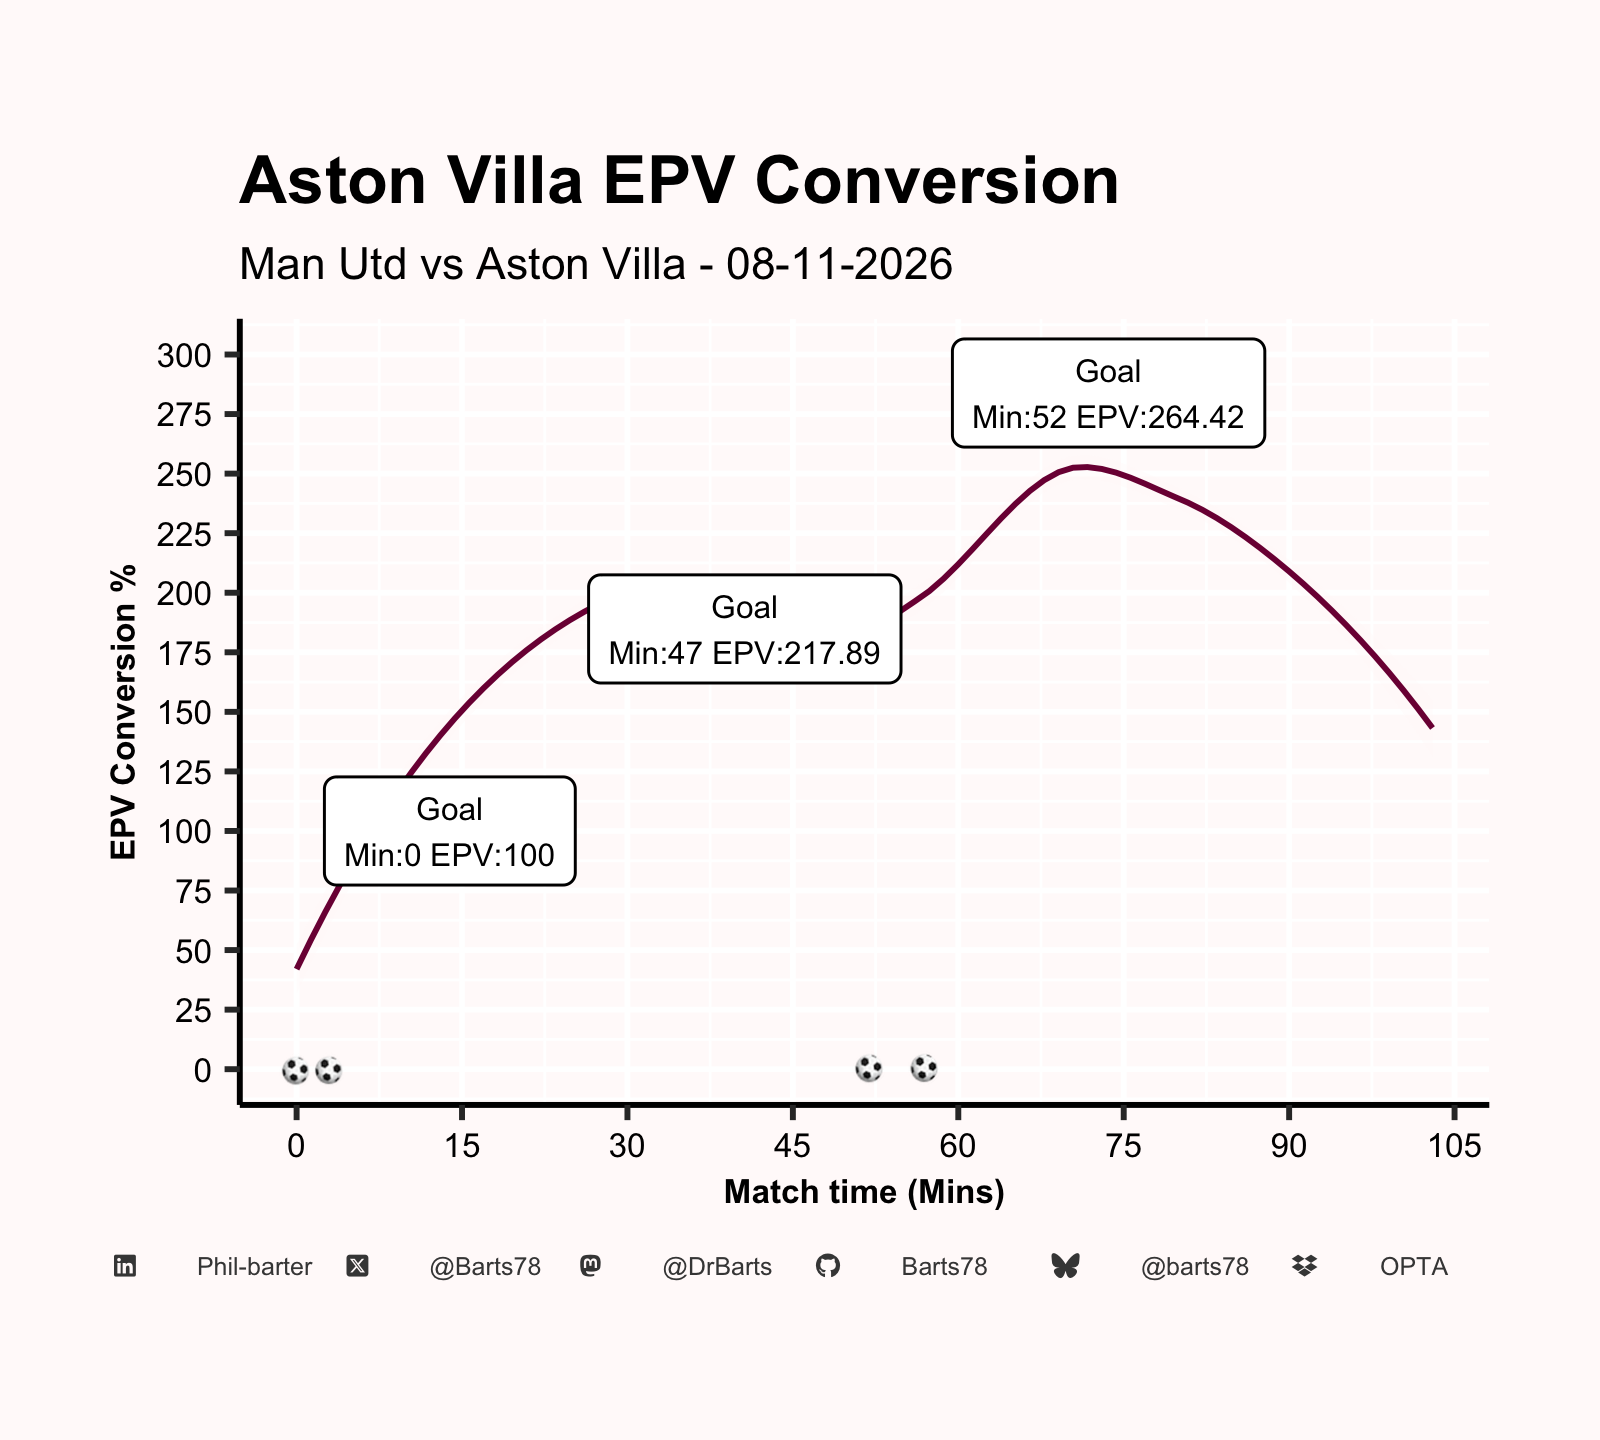 Aston Villa EPV Conversion
Man Utd vs Aston Villa - 08-11-2026
EPV Conversion %
300
275
250
225
200
175
150
125
100
75
50
25
0
Goal
Min:52 EPV:264.42
Goal
Min:47 EPV:217.89
Goal
Min:0 EPV:100
0 15 30 45 60 75 90 105
Match time (Mins)
Phil-barter @Barts78 @DrBarts Barts78 @barts78 OPTA